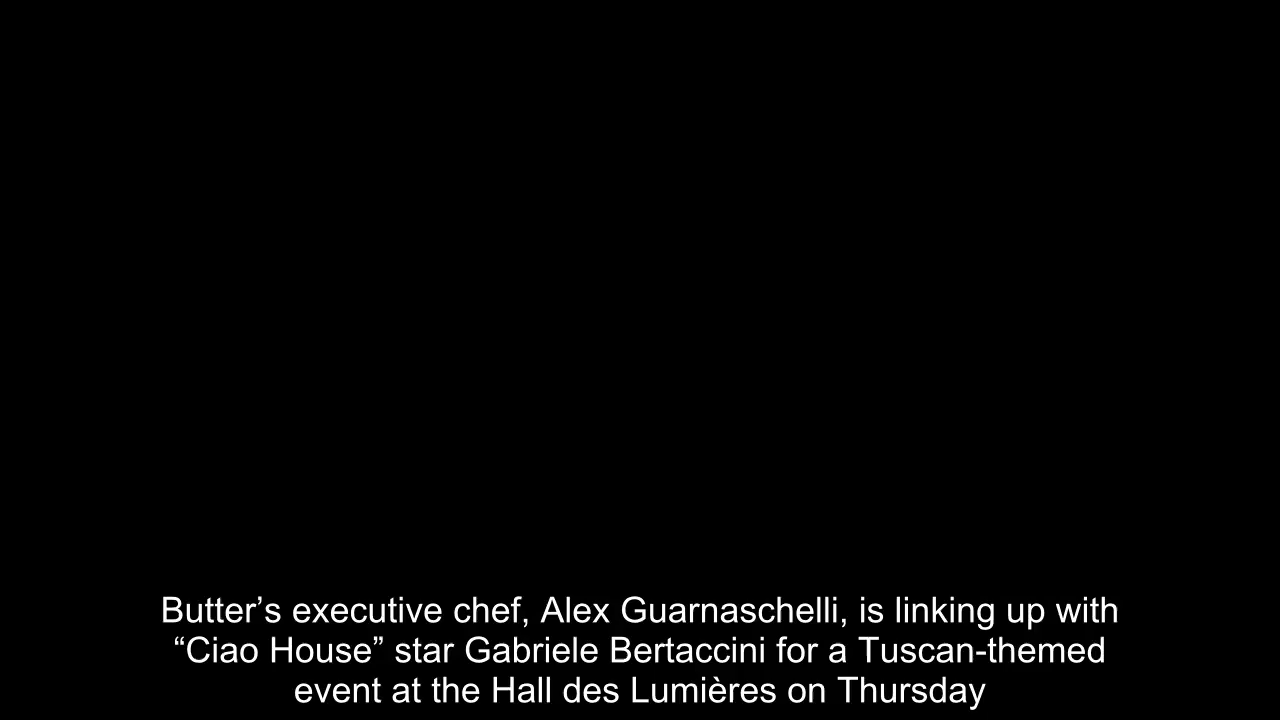 Butter’s executive chef, Alex Guarnaschelli, is linking up with
“Ciao House” star Gabriele Bertaccini for a Tuscan-themed
event at the Hall des Lumières on Thursday